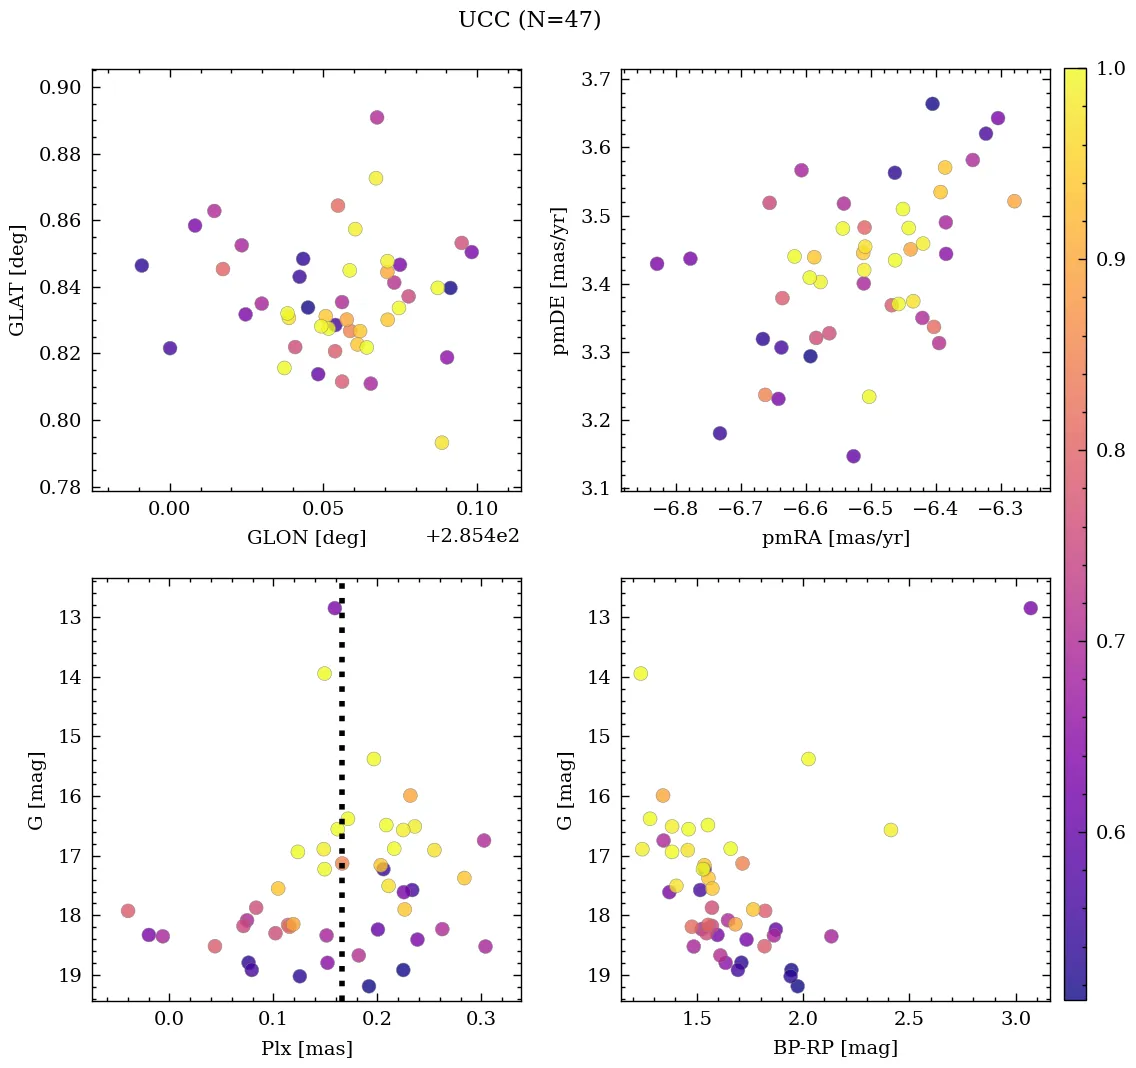 UCC (N=47)
0.90
0.88
0.86
0.84
0.82
0.80
0.78
GLAT [deg]
0.00 0.05 0.10
GLON [deg]
+2.854e2
3.7
3.6
3.5
3.4
3.3
3.2
3.1
pmDE [mas/yr]
−6.8 −6.7 −6.6 −6.5 −6.4 −6.3
pmRA [mas/yr]
1.0
0.9
0.8
0.7
0.6
13
14
15
16
17
18
19
G [mag]
0.0 0.1 0.2 0.3
Plx [mas]
13
14
15
16
17
18
19
G [mag]
1.5 2.0 2.5 3.0
BP-RP [mag]